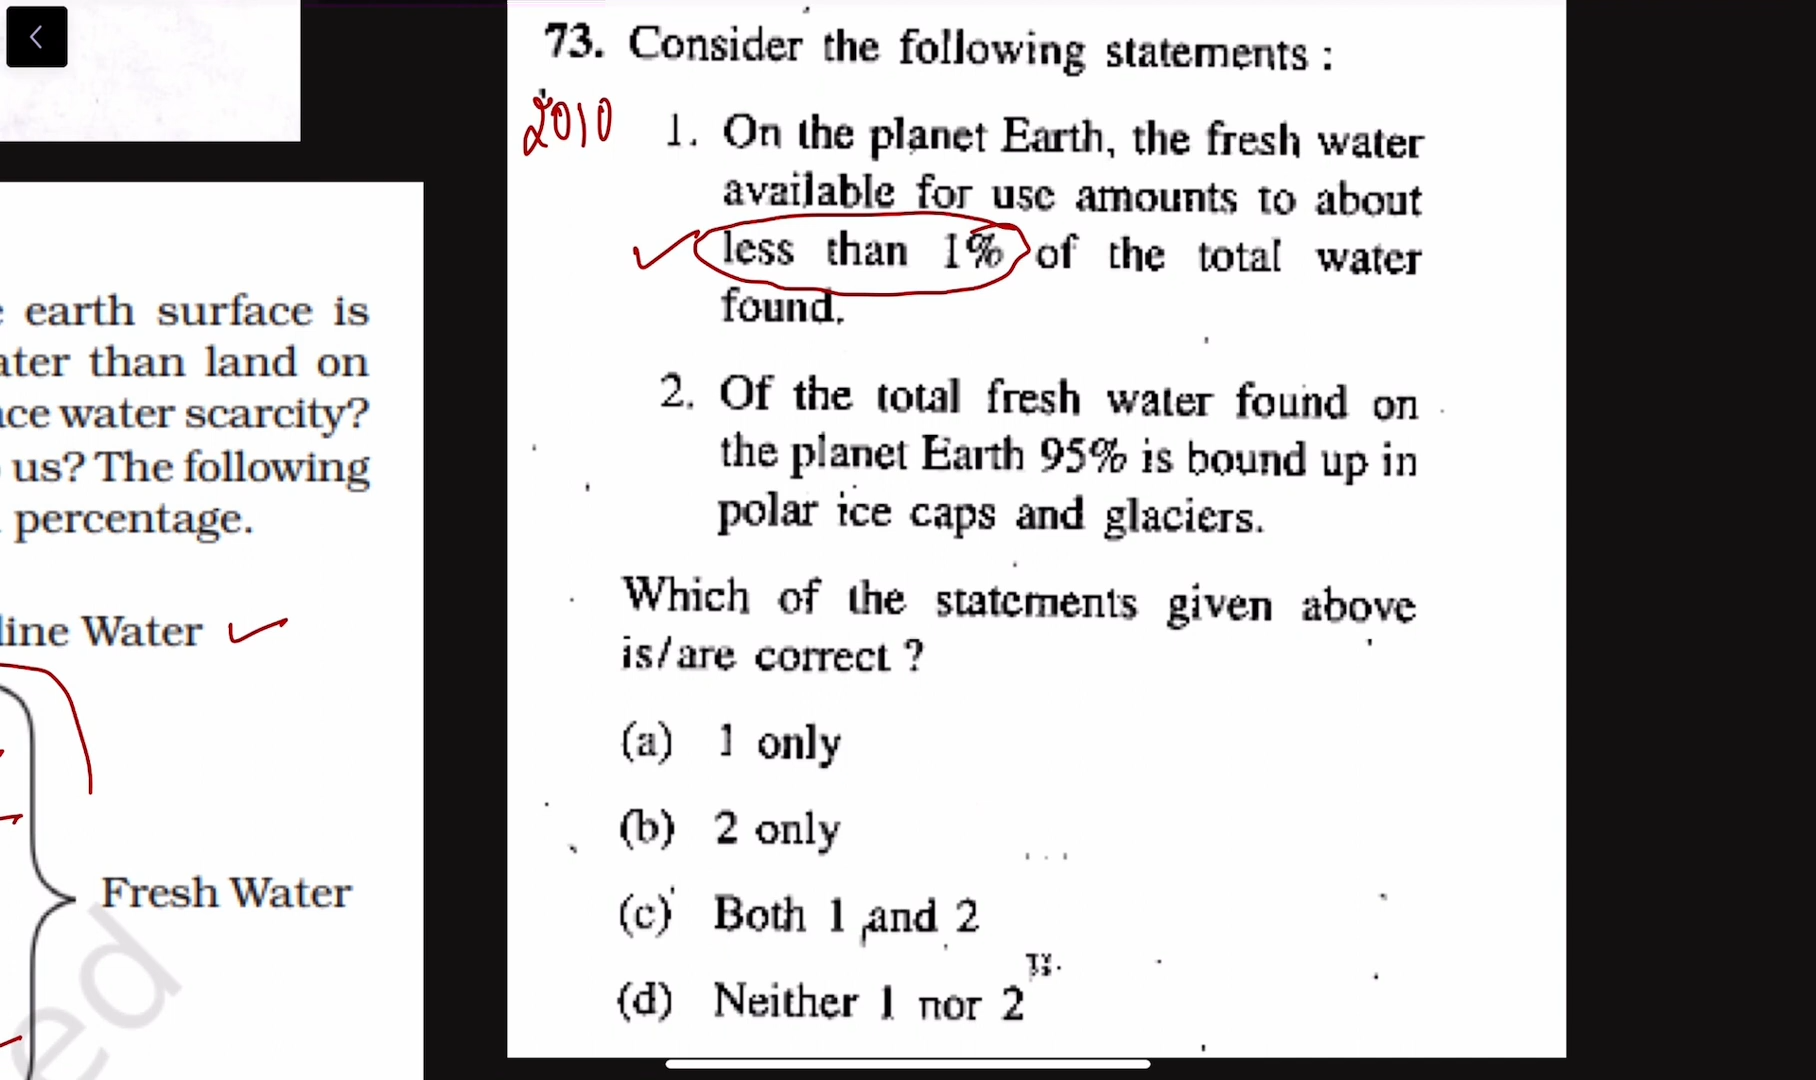 earth surface is
than land on
water scarcity?
us? The following
percentage.
Water
Fresh Water
ed
73. Consider the following statements :
2010
1. On the planet Earth, the fresh water
available for use amounts to about
less than 1% of the total water
found.
2. Of the total fresh water found on
the planet Earth 95% is bound up in
polar ice caps and glaciers.
Which of the statements given above
is/are correct ?
(a) 1 only
(b) 2 only
(c) Both 1 and 2
(d) Neither 1 nor 2